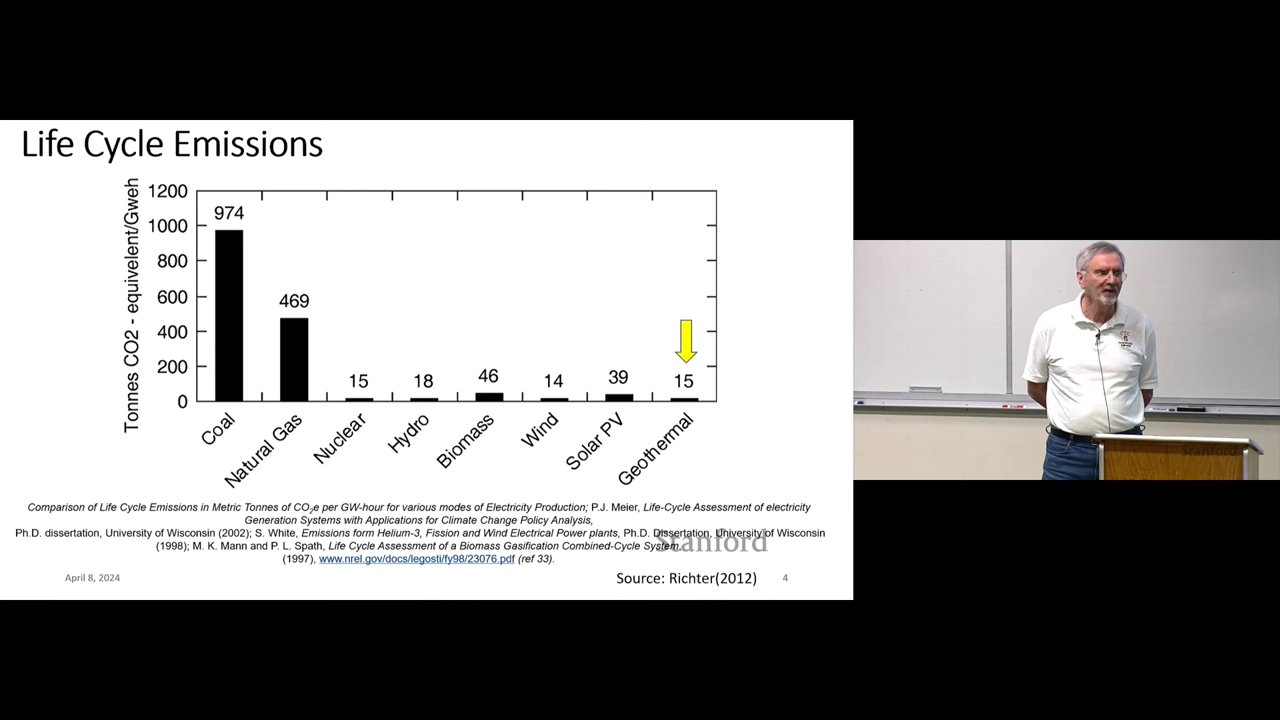 Life Cycle Emissions
Tonnes CO2 - equivelent/Gweh
1200
1000
800
600
400
200
0
974
469
15
18
46
14
39
15
Coal
Natural Gas
Nuclear
Hydro
Biomass
Wind
Solar PV
Geothermal
Comparison of Life Cycle Emissions in Metric Tonnes of CO2e per GW-hour for various modes of Electricity Production; P.J. Meier, Life-Cycle Assessment of electricity
Generation Systems with Applications for Climate Change Policy Analysis,
Ph.D. dissertation, University of Wisconsin (2002); S. White, Emissions form Helium-3, Fission and Wind Electrical Power plants, Ph.D. Dissertation, University of Wisconsin
(1998); M. K. Mann and P. L. Spath, Life Cycle Assessment of a Biomass Gasification Combined-Cycle System,
(1997), www.nrel.gov/docs/legosti/fy98/23076.pdf (ref 33).
Stanford
April 8, 2024
Source: Richter(2012)
4
Stanford